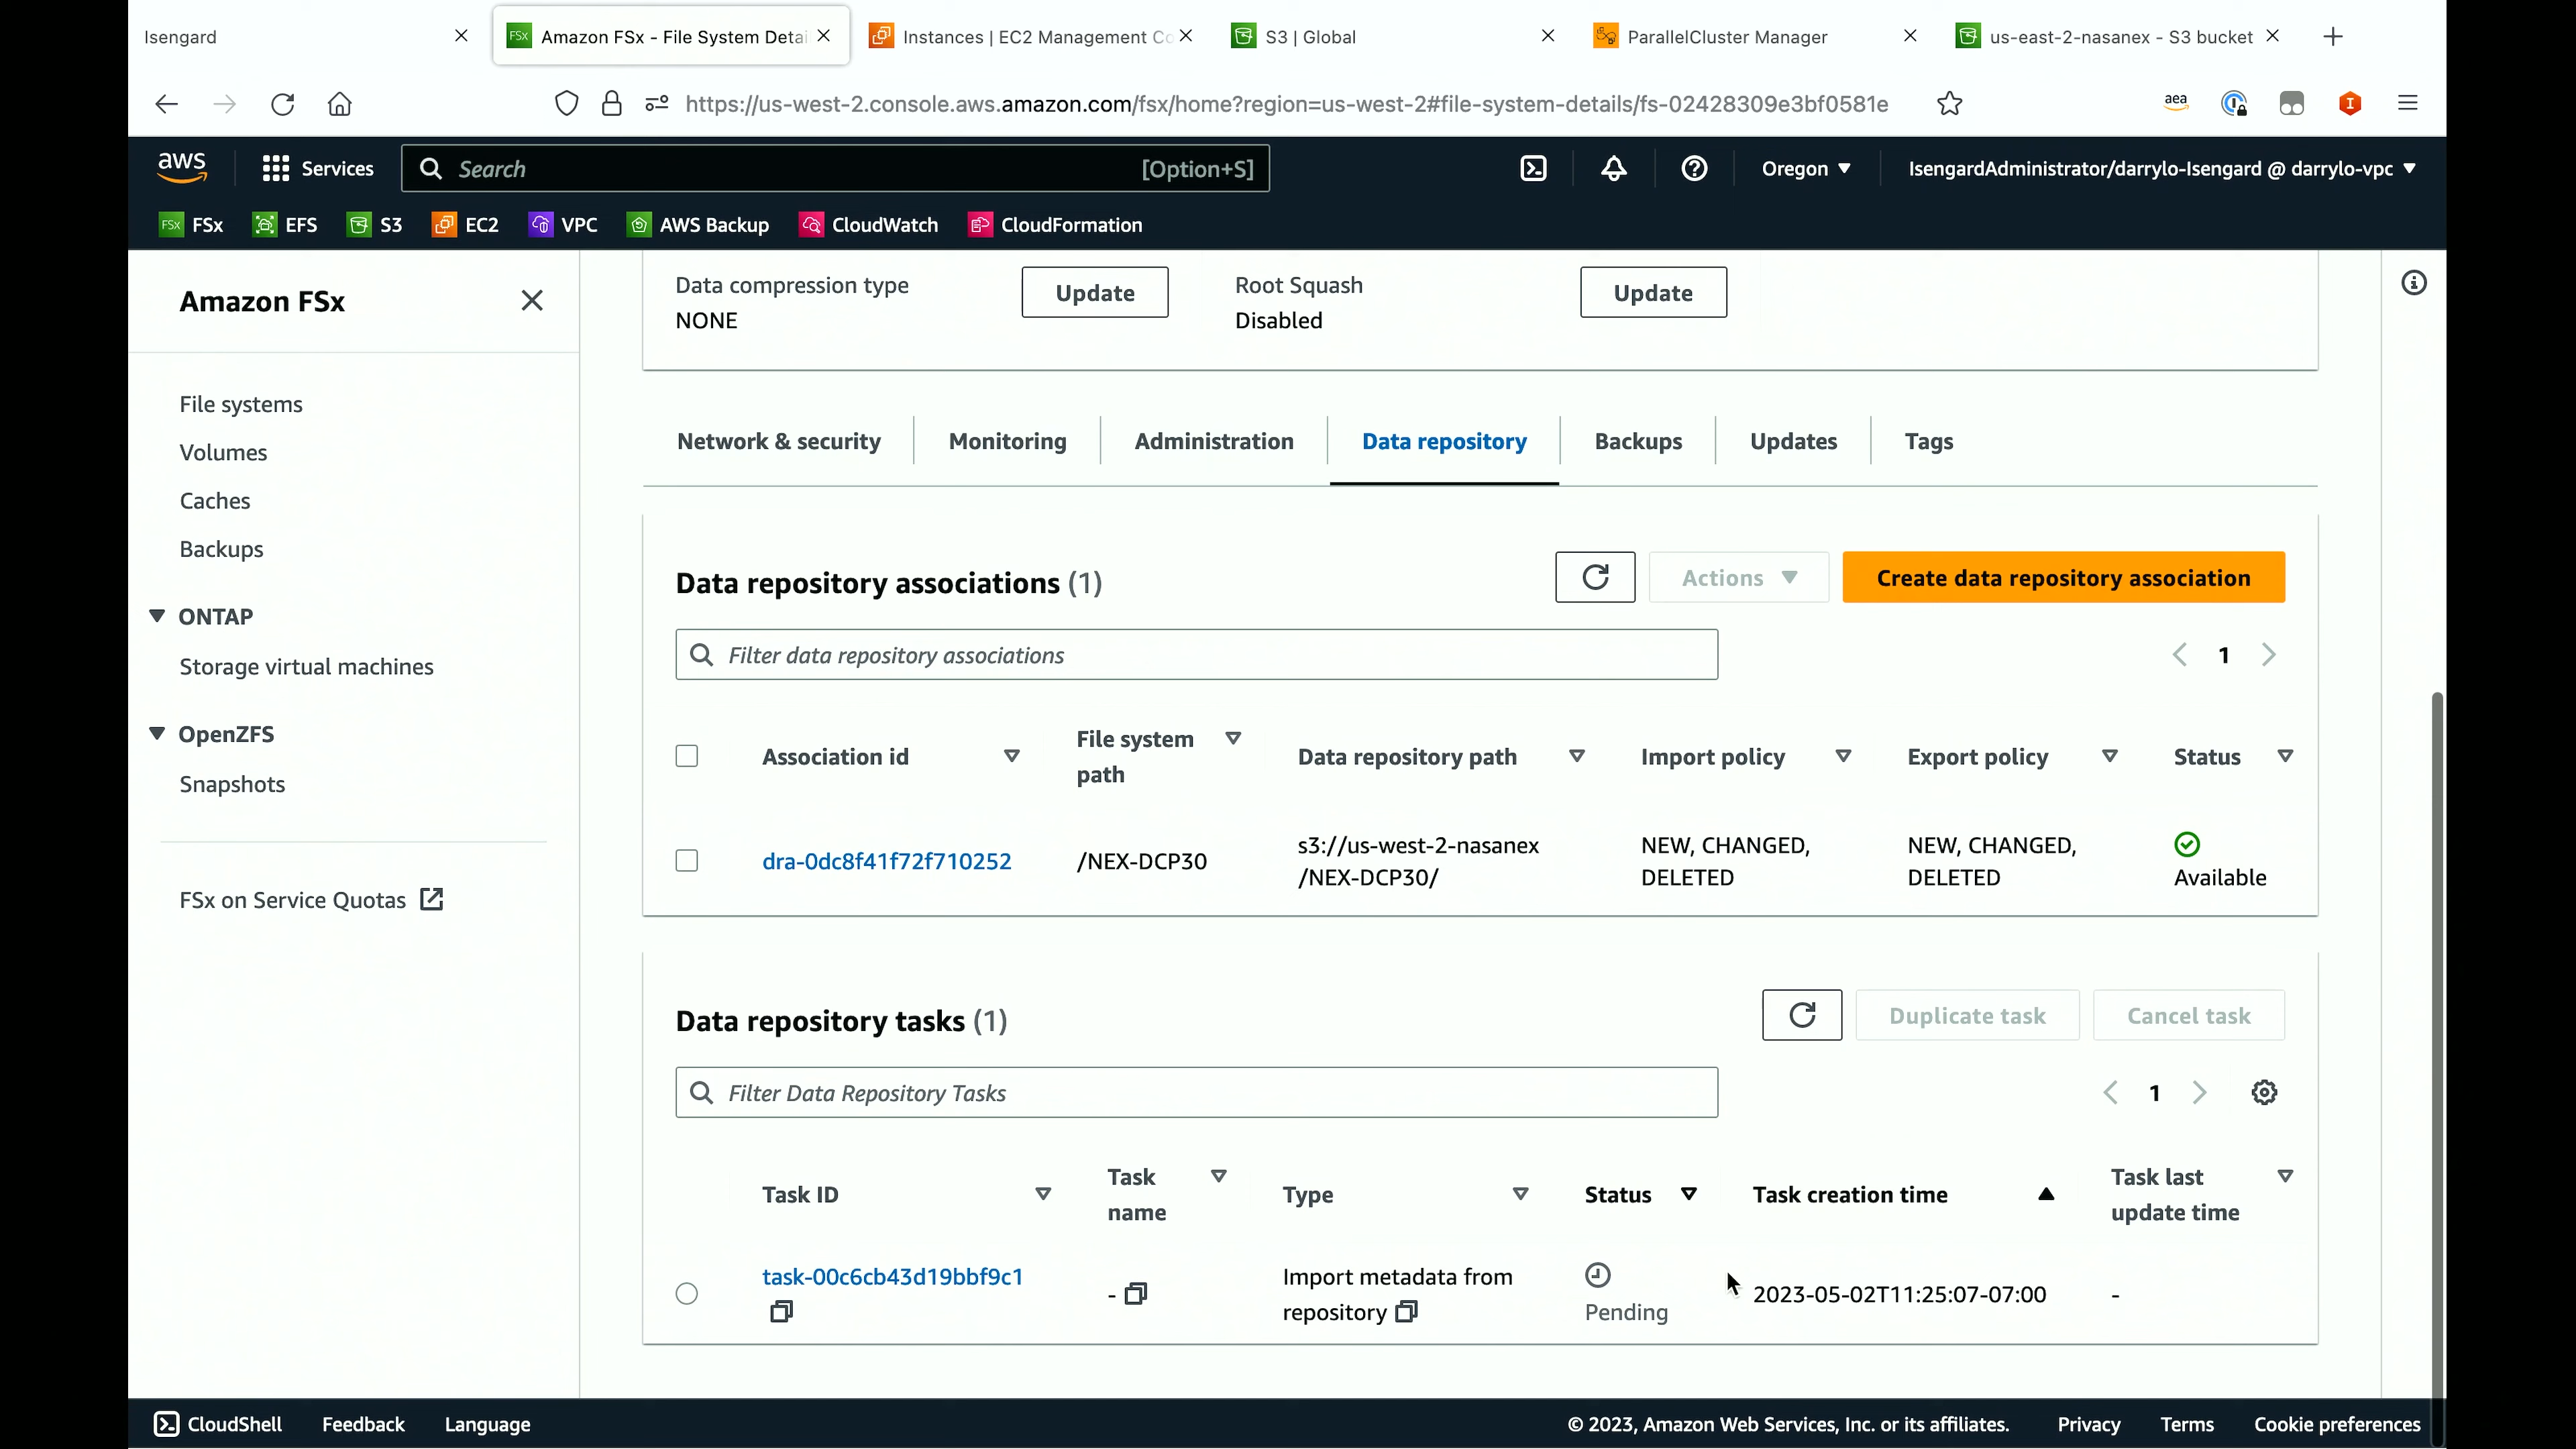 Isengard
FSx Amazon FSx - File System Detai
Instances | EC2 Management Co
S3 | Global
ParallelCluster Manager
us-east-2-nasanex - S3 bucket
https://us-west-2.console.aws.amazon.com/fsx/home?region=us-west-2#file-system-details/fs-02428309e3bf0581e
aea
aws
Services
Search
[Option+S]
Oregon
IsengardAdministrator/darrylo-Isengard @ darrylo-vpc
FSx FSx
EFS
S3
EC2
VPC
AWS Backup
CloudWatch
CloudFormation
Amazon FSx
File systems
Volumes
Caches
Backups
ONTAP
Storage virtual machines
OpenZFS
Snapshots
FSx on Service Quotas
Data compression type
NONE
Update
Root Squash
Disabled
Update
Network & security
Monitoring
Administration
Data repository
Backups
Updates
Tags
Data repository associations (1)
Actions
Create data repository association
Filter data repository associations
1
Association id
File system
path
Data repository path
Import policy
Export policy
Status
dra-0dc8f41f72f710252
/NEX-DCP30
s3://us-west-2-nasanex
/NEX-DCP30/
NEW, CHANGED,
DELETED
NEW, CHANGED,
DELETED
Available
Data repository tasks (1)
Duplicate task
Cancel task
Filter Data Repository Tasks
1
Task ID
Task
name
Type
Status
Task creation time
Task last
update time
task-00c6cb43d19bbf9c1
-
Import metadata from
repository
Pending
2023-05-02T11:25:07-07:00
-
CloudShell
Feedback
Language
© 2023, Amazon Web Services, Inc. or its affiliates.
Privacy
Terms
Cookie preferences